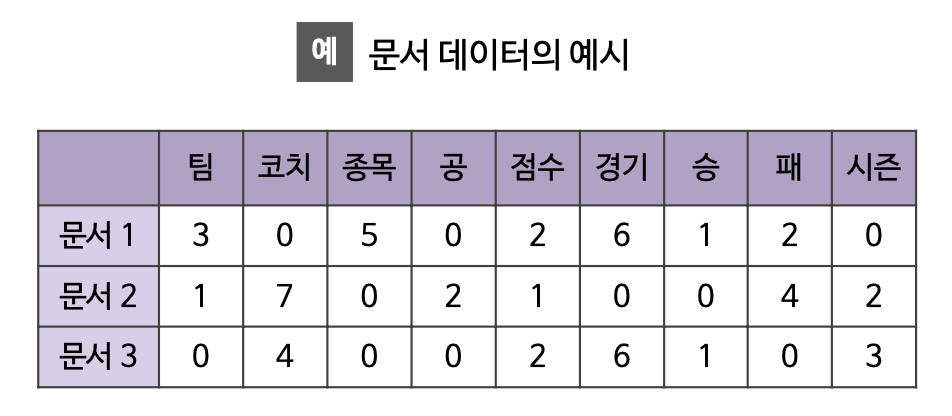 예 문서 데이터의 예시
팀 코치 종목 공 점수 경기 승 패 시즌
문서 1 3 0 5 0 2 6 1 2 0
문서 2 1 7 0 2 1 0 0 4 2
문서 3 0 4 0 0 2 6 1 0 3